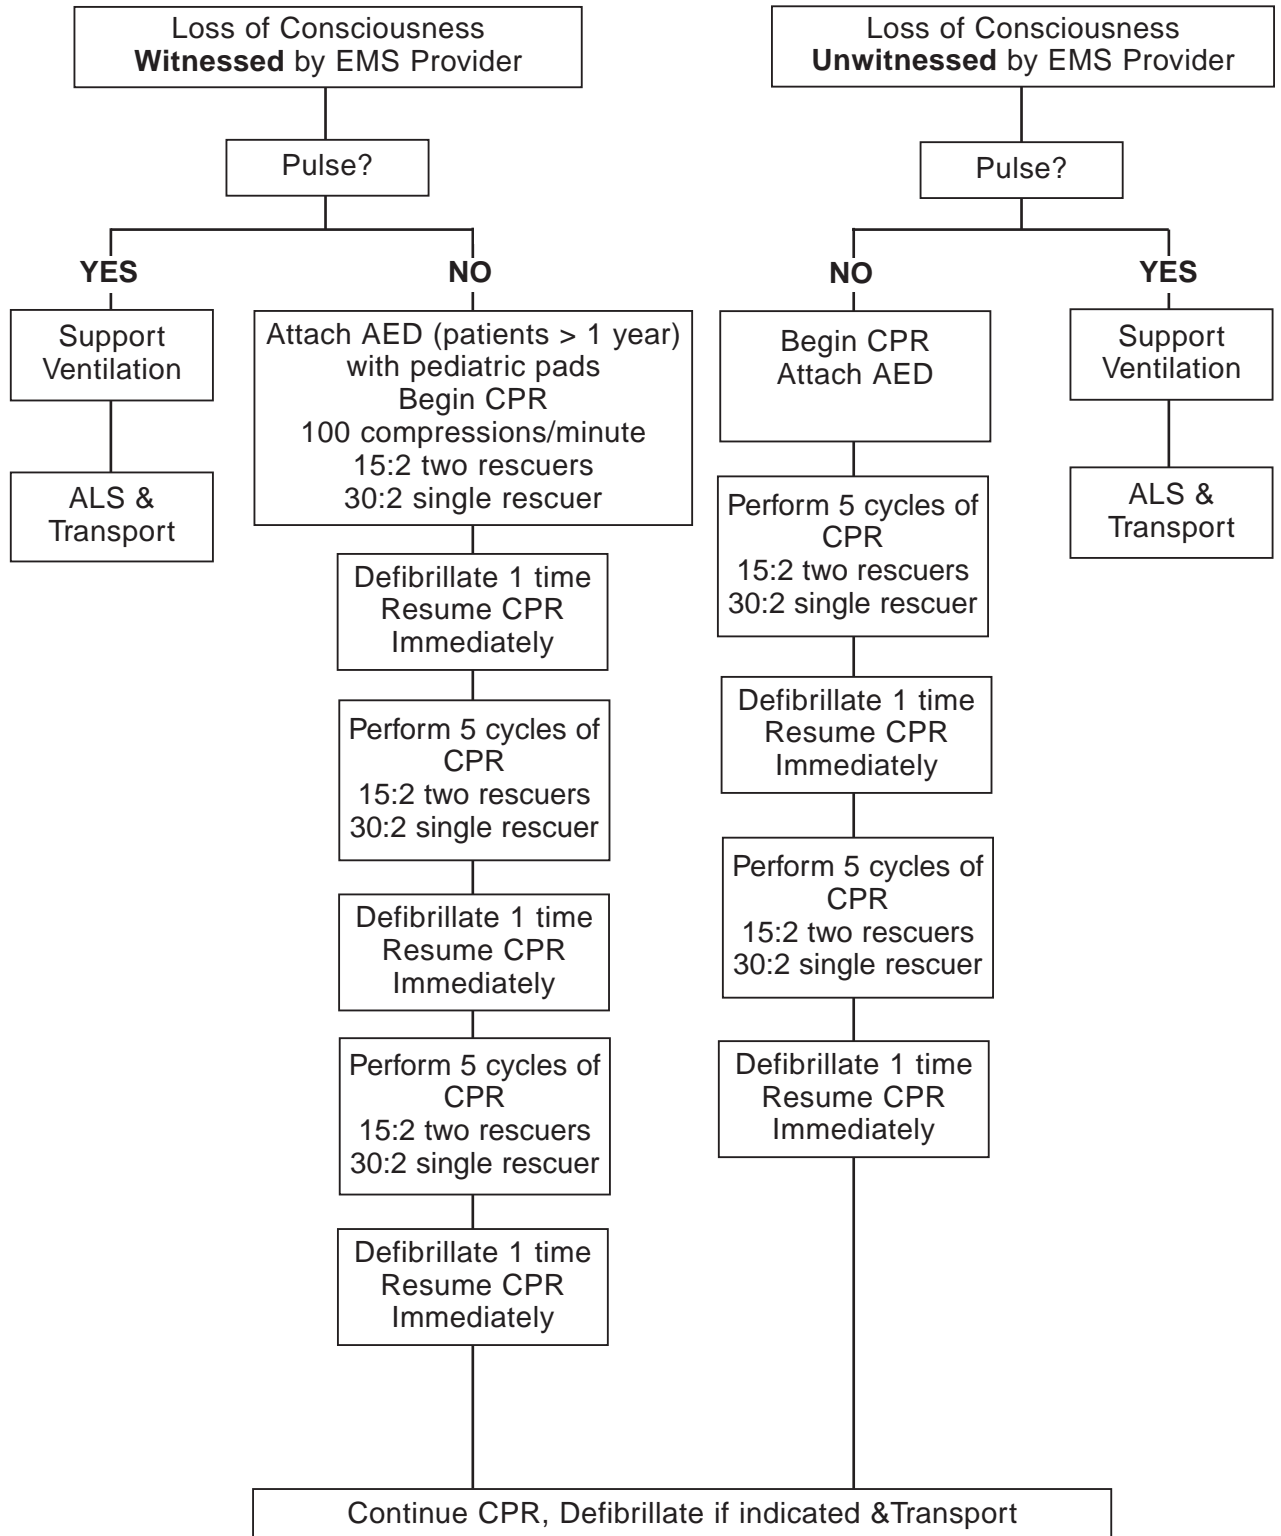 Loss of Consciousness
Witnessed by EMS Provider
Pulse?
YES
NO
Support
Ventilation
ALS &
Transport
Attach AED (patients > 1 year)
with pediatric pads
Begin CPR
100 compressions/minute
15:2 two rescuers
30:2 single rescuer
Defibrillate 1 time
Resume CPR
Immediately
Perform 5 cycles of
CPR
15:2 two rescuers
30:2 single rescuer
Defibrillate 1 time
Resume CPR
Immediately
Perform 5 cycles of
CPR
15:2 two rescuers
30:2 single rescuer
Defibrillate 1 time
Resume CPR
Immediately
Loss of Consciousness
Unwitnessed by EMS Provider
Pulse?
NO
YES
Begin CPR
Attach AED
Perform 5 cycles of
CPR
15:2 two rescuers
30:2 single rescuer
Defibrillate 1 time
Resume CPR
Immediately
Perform 5 cycles of
CPR
15:2 two rescuers
30:2 single rescuer
Defibrillate 1 time
Resume CPR
Immediately
Support
Ventilation
ALS &
Transport
Continue CPR, Defibrillate if indicated &Transport